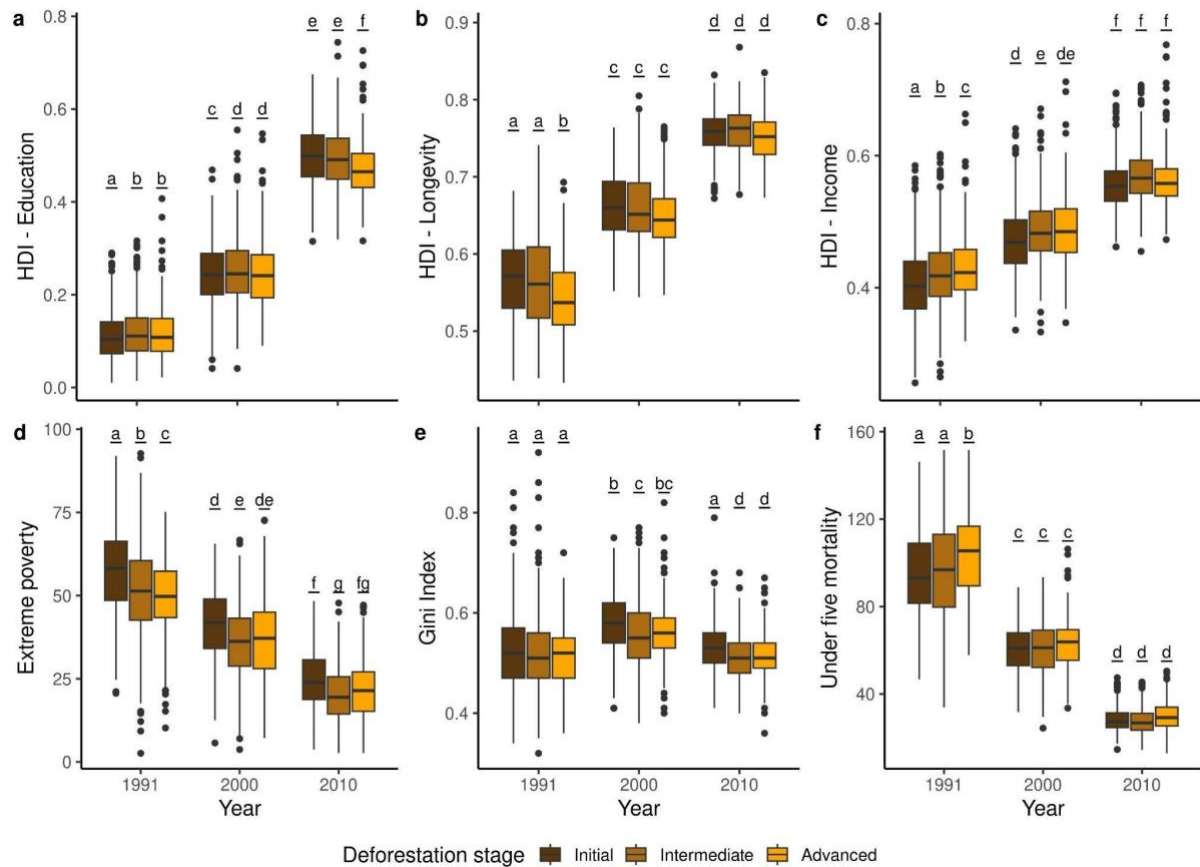 a
HDI - Education
0.8
0.6
0.4
0.2
0.0
a b b
c d d
e e f
b
HDI - Longevity
0.9
0.8
0.7
0.6
0.5
a a b
c c c
d d d
c
HDI - Income
0.8
0.6
0.4
a b c
d e de
f f f
d
Extreme poverty
100
75
50
25
0
a b c
d e de
f g fg
1991 2000 2010
Year
e
Gini Index
0.8
0.6
0.4
a a a
b c bc
a d d
1991 2000 2010
Year
f
Under five mortality
160
120
80
40
a a b
c c c
d d d
1991 2000 2010
Year
Deforestation stage Initial Intermediate Advanced